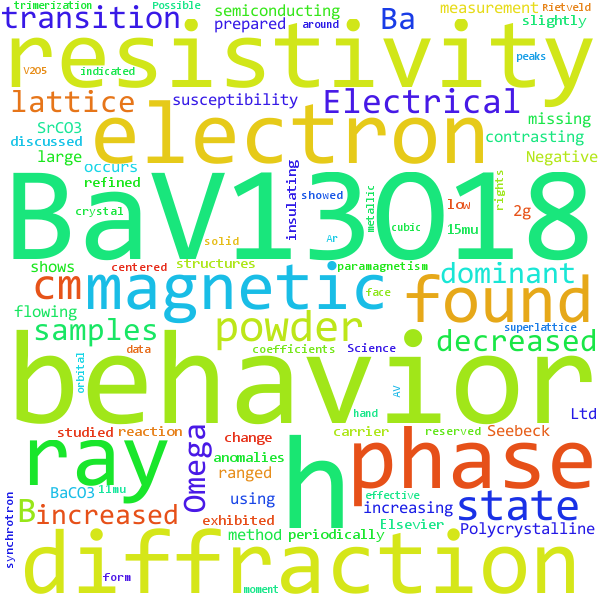 trimerization Possible
transition semiconducting measurement Rietveld
prepared around Ba slightly
resistivity
V2O5 indicated peaks
lattice susceptibility Electrical missing
electron
SrCO3 contrasting
discussed
large occurs Negative
refined insulating showed metallic low 2g rights
BaV13O18
crystal 15mu
solid Ar cubic
shows centered structures paramagnetism
cm magnetic face found dominant
flowing superlattice
samples powder decreased
orbital data coefficients Science AV
behavior
hand Ltd
studied reaction Omega change carrier reserved Seebeck
ray anomalies h phase
BaCO3 11mu ranged
B using effective increasing state
increased Elsevier
exhibited method periodically Polycrystalline
synchrotron diffraction
form moment